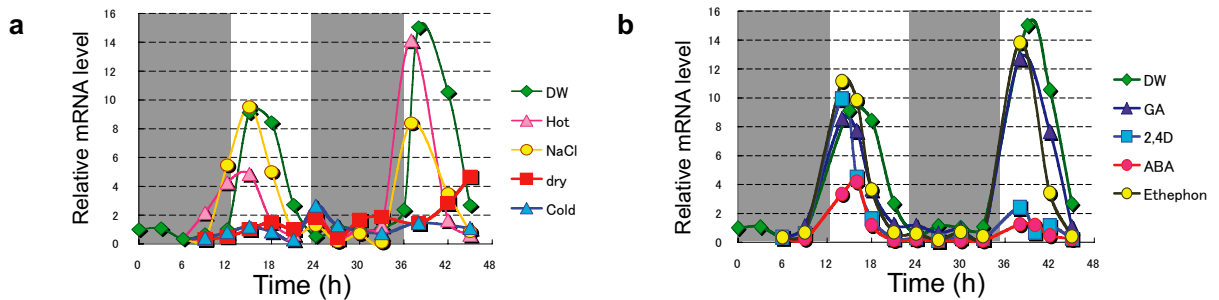 a
Relative mRNA level
16
14
12
10
8
6
4
2
0
0 6 12 18 24 30 36 42 48
Time (h)
DW
Hot
NaCl
dry
Cold
b
Relative mRNA level
16
14
12
10
8
6
4
2
0
0 6 12 18 24 30 36 42 48
Time (h)
DW
GA
2,4D
ABA
Ethephon